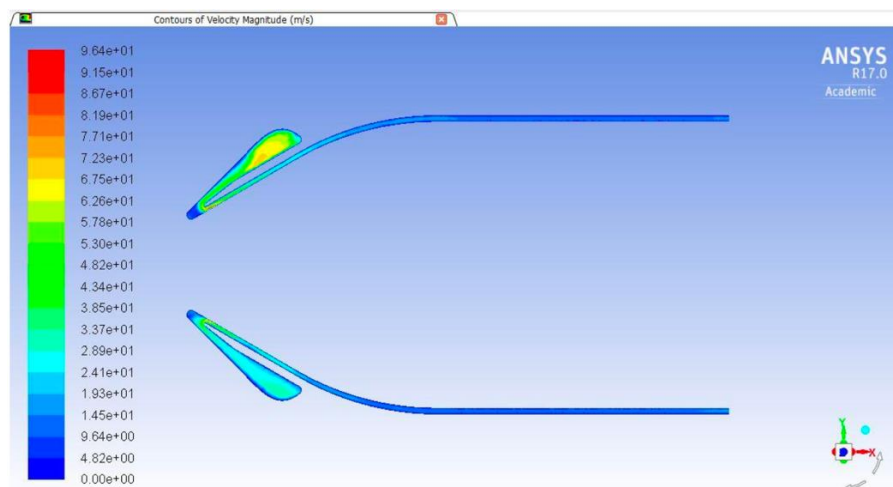 Contours of Velocity Magnitude (m/s)
9.64e+01
9.15e+01
8.67e+01
8.19e+01
7.71e+01
7.23e+01
6.75e+01
6.26e+01
5.78e+01
5.30e+01
4.82e+01
4.34e+01
3.85e+01
3.37e+01
2.89e+01
2.41e+01
1.93e+01
1.45e+01
9.64e+00
4.82e+00
0.00e+00
ANSYS
R17.0
Academic
Y
X